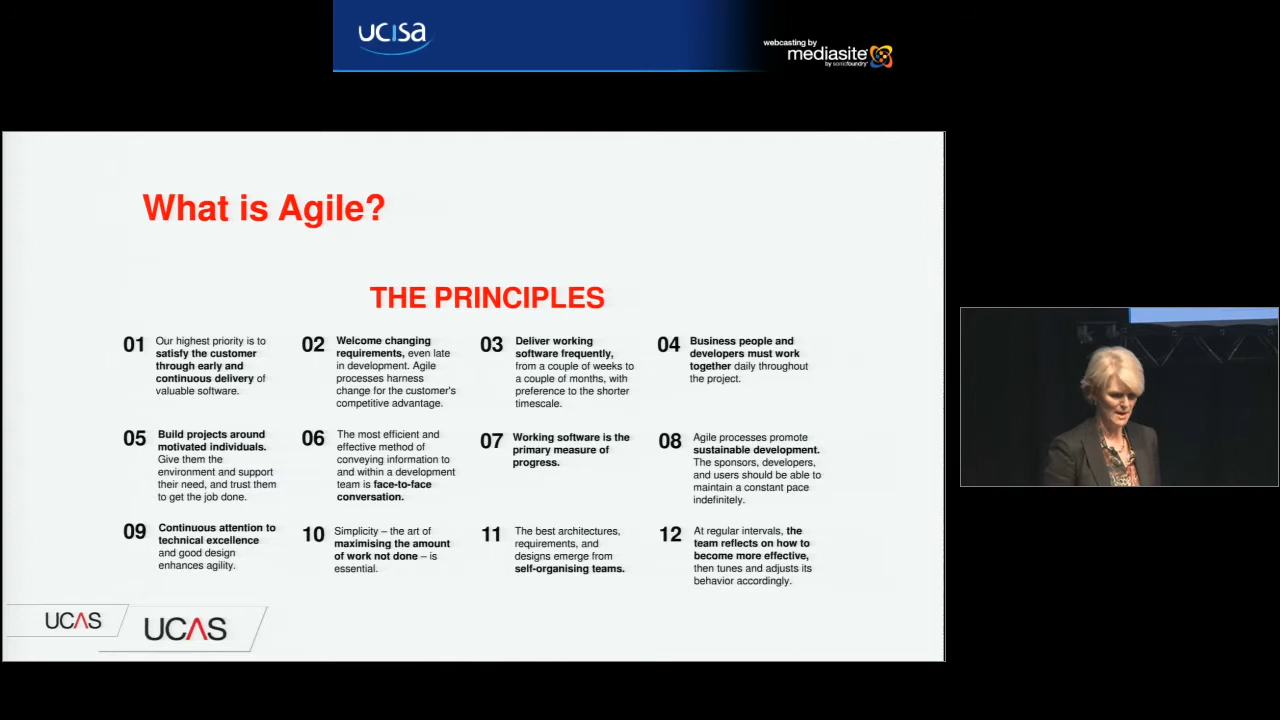 ucisa
webcasting by
mediasite
by sonicfoundry
What is Agile?
THE PRINCIPLES
01
Our highest priority is to
satisfy the customer
through early and
continuous delivery of
valuable software.
02
Welcome changing
requirements, even late
in development. Agile
processes harness
change for the customer's
competitive advantage.
03
Deliver working
software frequently,
from a couple of weeks to
a couple of months, with
preference to the shorter
timescale.
04
Business people and
developers must work
together daily throughout
the project.
05
Build projects around
motivated individuals.
Give them the
environment and support
their need, and trust them
to get the job done.
06
The most efficient and
effective method of
conveying information to
and within a development
team is face-to-face
conversation.
07
Working software is the
primary measure of
progress.
08
Agile processes promote
sustainable development.
The sponsors, developers,
and users should be able to
maintain a constant pace
indefinitely.
09
Continuous attention to
technical excellence
and good design
enhances agility.
10
Simplicity – the art of
maximising the amount
of work not done – is
essential.
11
The best architectures,
requirements, and
designs emerge from
self-organising teams.
12
At regular intervals, the
team reflects on how to
become more effective,
then tunes and adjusts its
behavior accordingly.
UCAS
UCAS